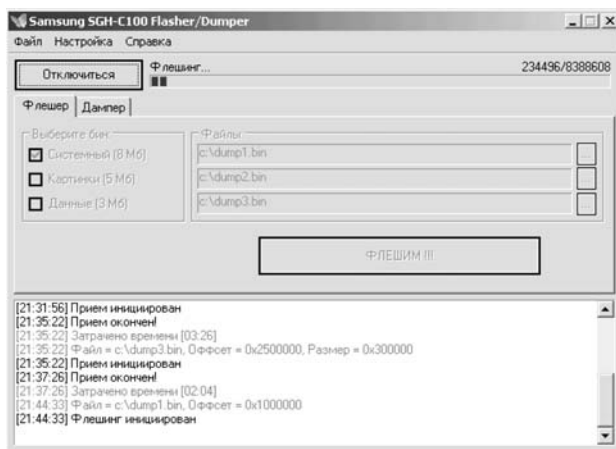 Samsung SGH-C100 Flasher/Dumper
Файл Настройка Справка
Отключиться
Флешинг...
234496/8388608
Флешер Дампер
Выберите бин
Системный (8 Мб)
Картинки (5 Мб)
Данные (3 Мб)
Файлы
c:\dump1.bin
...
c:\dump2.bin
...
c:\dump3.bin
...
ФЛЕШИМ !!!
[21:31:56] Прием инициирован
[21:35:22] Прием окончен!
[21:35:22] Затрачено времени [03:26]
[21:35:22] Файл = c:\dump3.bin, Оффсет = 0x2500000, Размер = 0x300000
[21:35:22] Прием инициирован
[21:37:26] Прием окончен!
[21:37:26] Затрачено времени [02:04]
[21:44:33] Файл = c:\dump1.bin, Оффсет = 0x1000000
[21:44:33] Флешинг инициирован